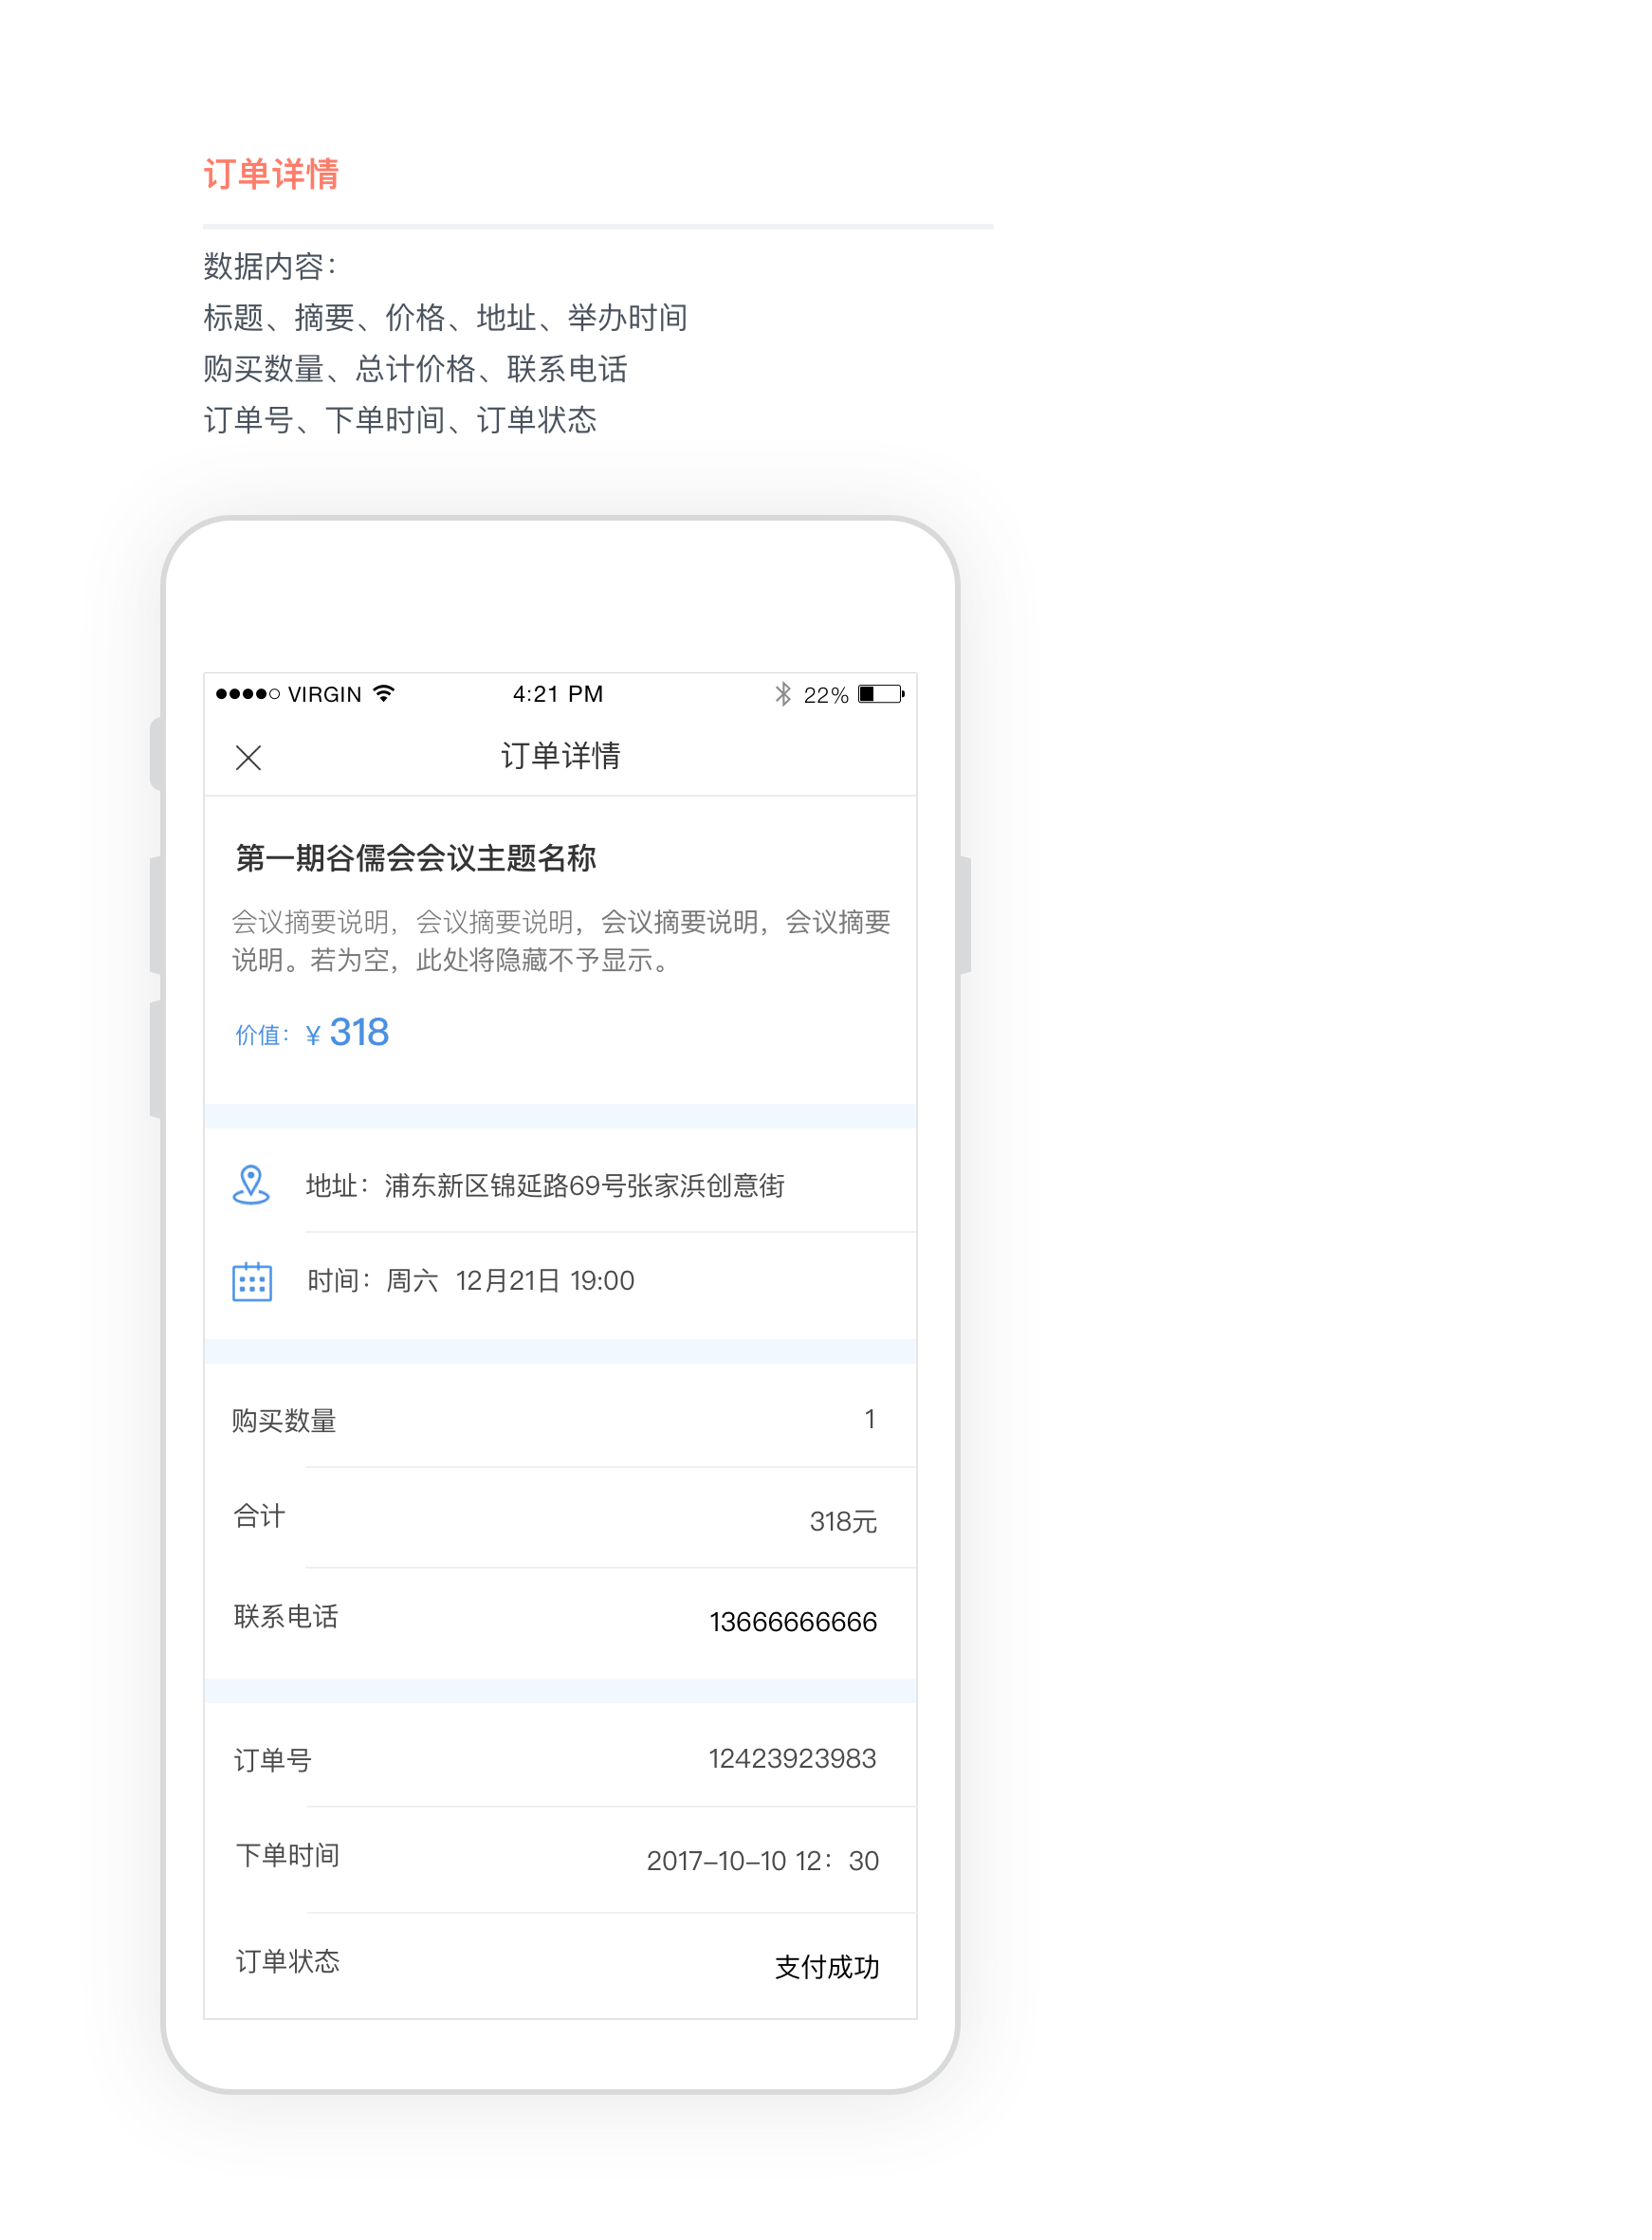 订单详情
数据内容：
标题、摘要、价格、地址、举办时间
购买数量、总计价格、联系电话
订单号、下单时间、订单状态
VIRGIN 4:21 PM 22%
订单详情
第一期谷儒会会议主题名称
会议摘要说明，会议摘要说明，会议摘要说明，会议摘要
说明。若为空，此处将隐藏不予显示。
价值：¥ 318
地址：浦东新区锦延路69号张家浜创意街
时间：周六 12月21日 19:00
购买数量 1
合计 318元
联系电话 13666666666
订单号 12423923983
下单时间 2017-10-10 12：30
订单状态 支付成功